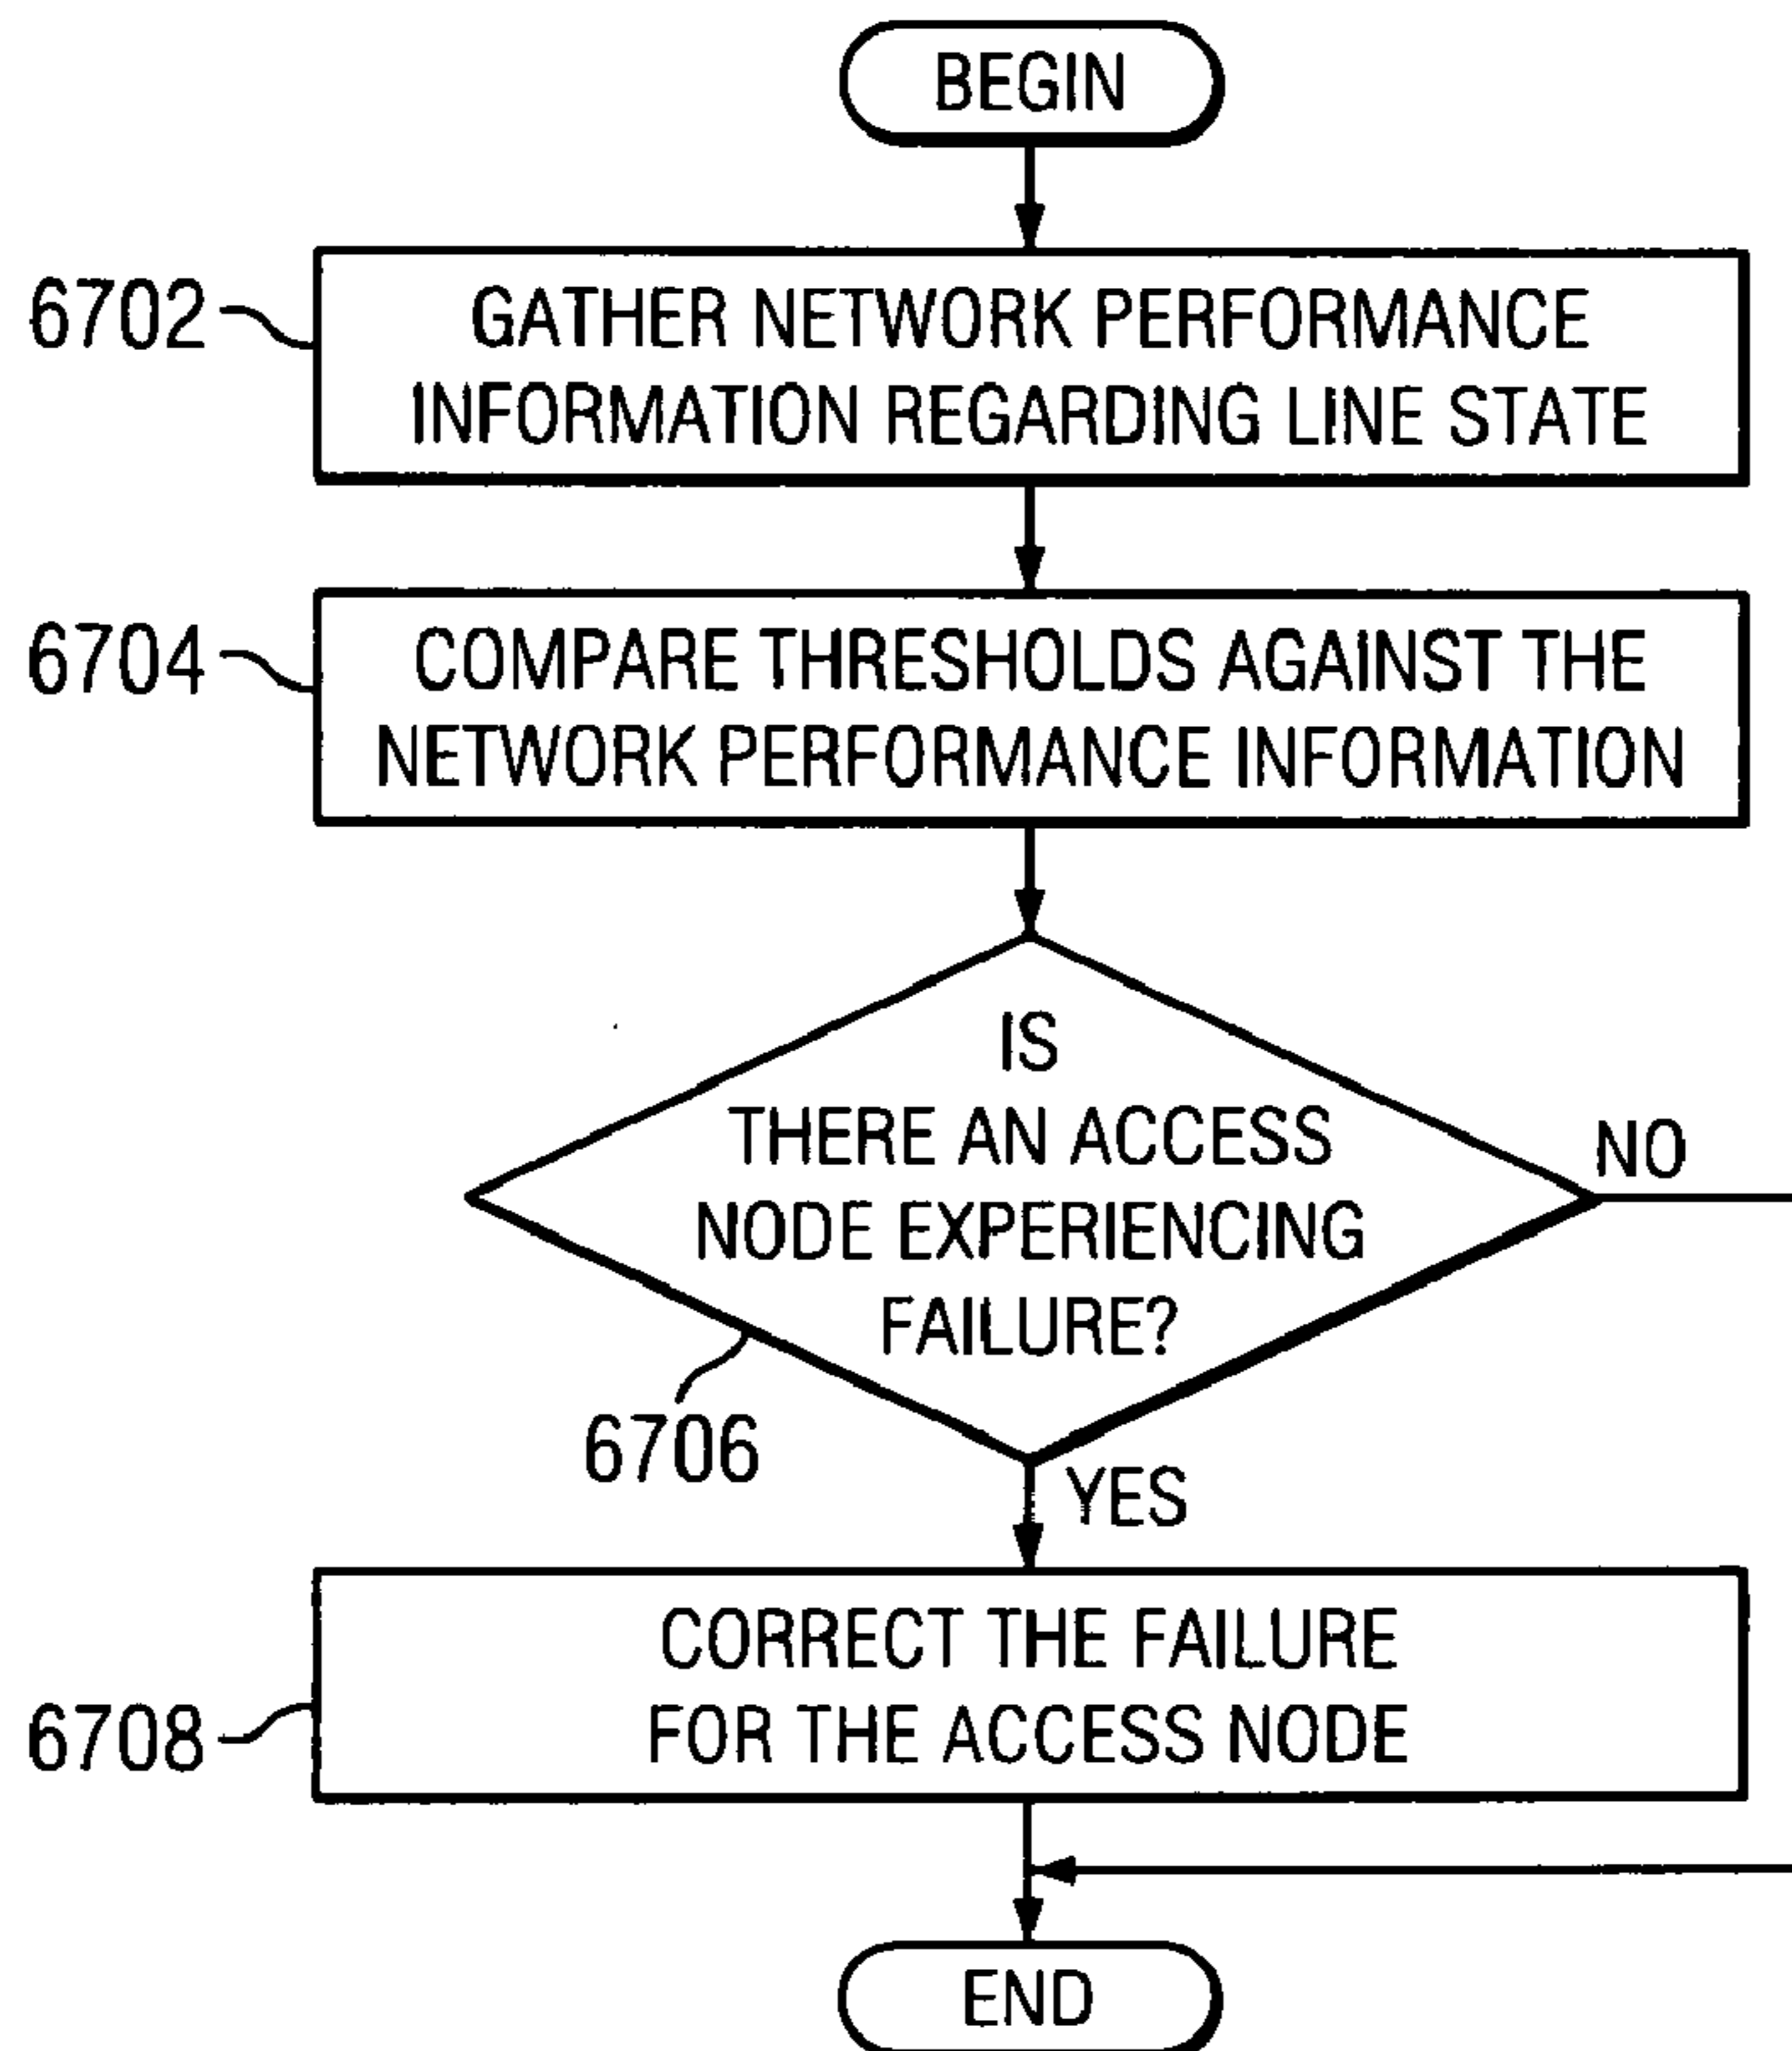 BEGIN
6702
GATHER NETWORK PERFORMANCE
INFORMATION REGARDING LINE STATE
6704
COMPARE THRESHOLDS AGAINST THE
NETWORK PERFORMANCE INFORMATION
IS
THERE AN ACCESS
NODE EXPERIENCING
FAILURE?
NO
6706
YES
CORRECT THE FAILURE
FOR THE ACCESS NODE
6708
END